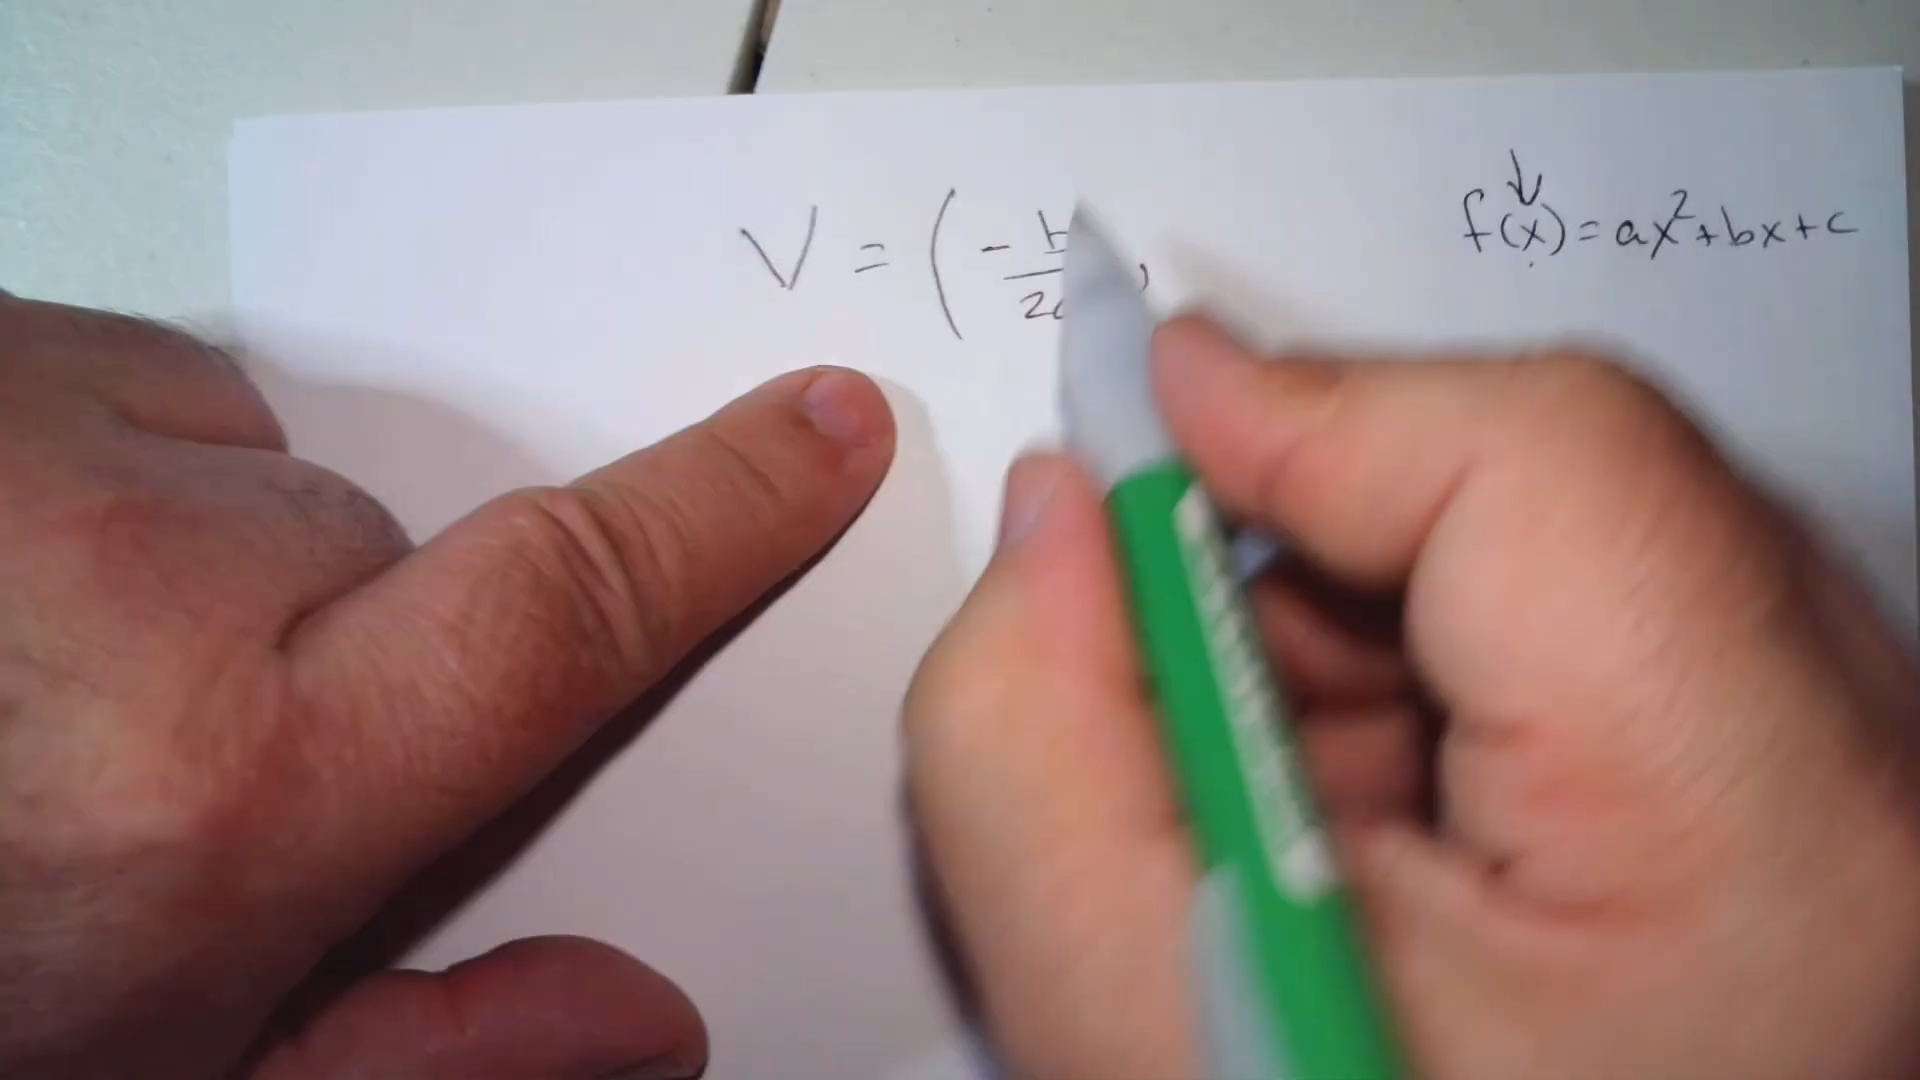 V = ( - b/2a ,
f(x) = ax² + bx + c